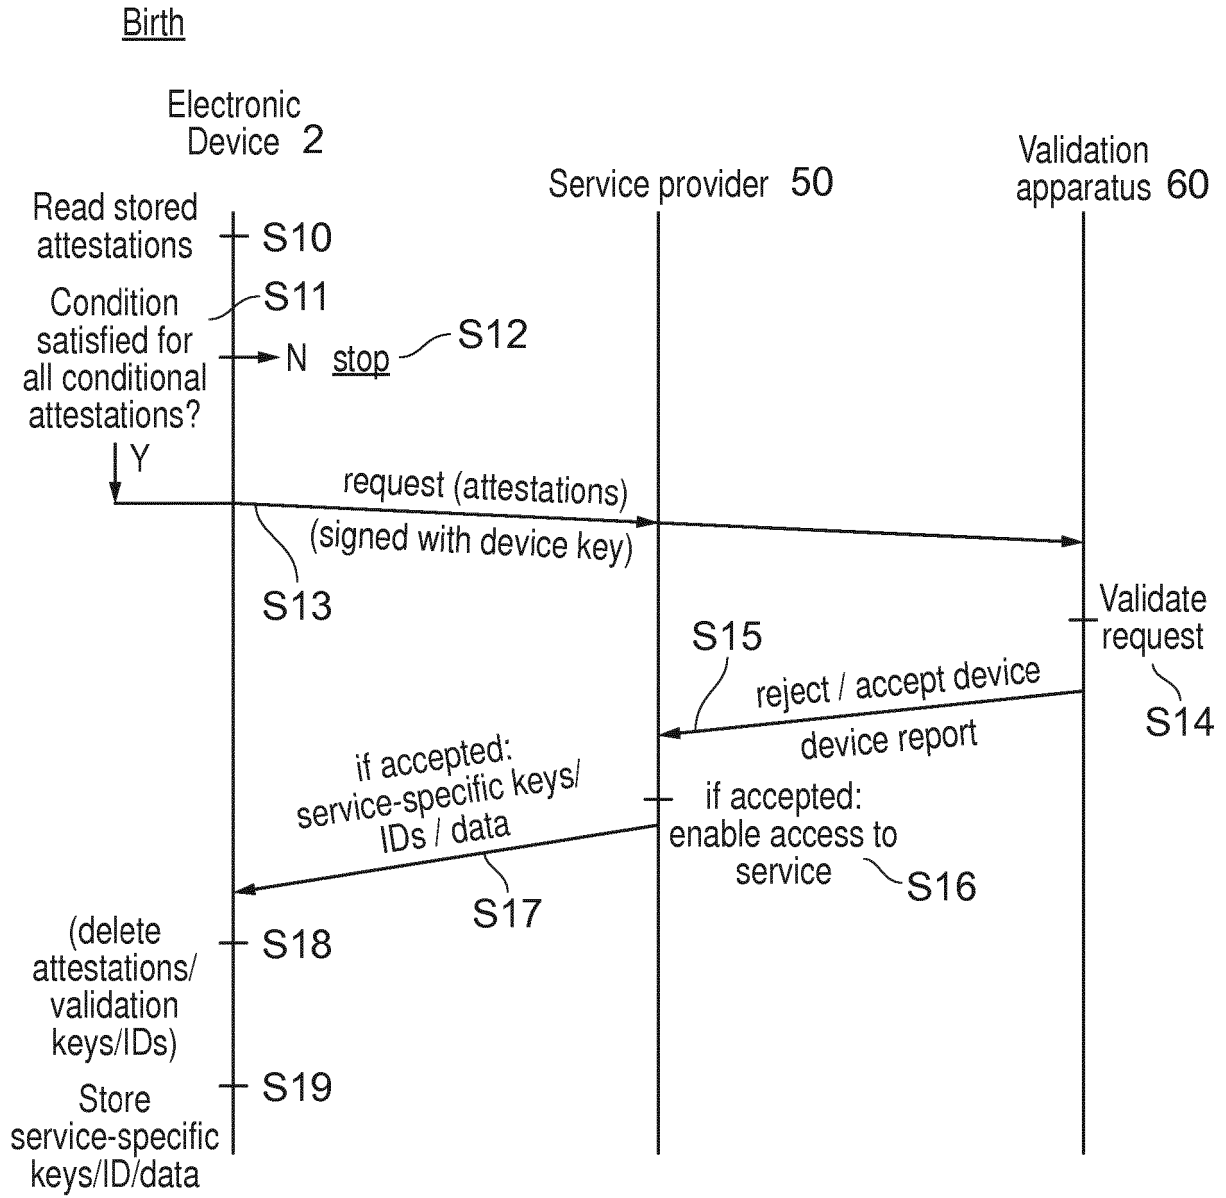 Birth
Electronic
Device 2
Service provider 50
Validation
apparatus 60
Read stored
attestations
S10
Condition
satisfied for
all conditional
attestations?
S11
N stop
S12
Y
request (attestations)
(signed with device key)
S13
Validate
request
S14
S15
reject / accept device
device report
if accepted:
enable access to
service
S16
if accepted:
service-specific keys/
IDs / data
S17
(delete
attestations/
validation
keys/IDs)
S18
S19
Store
service-specific
keys/ID/data